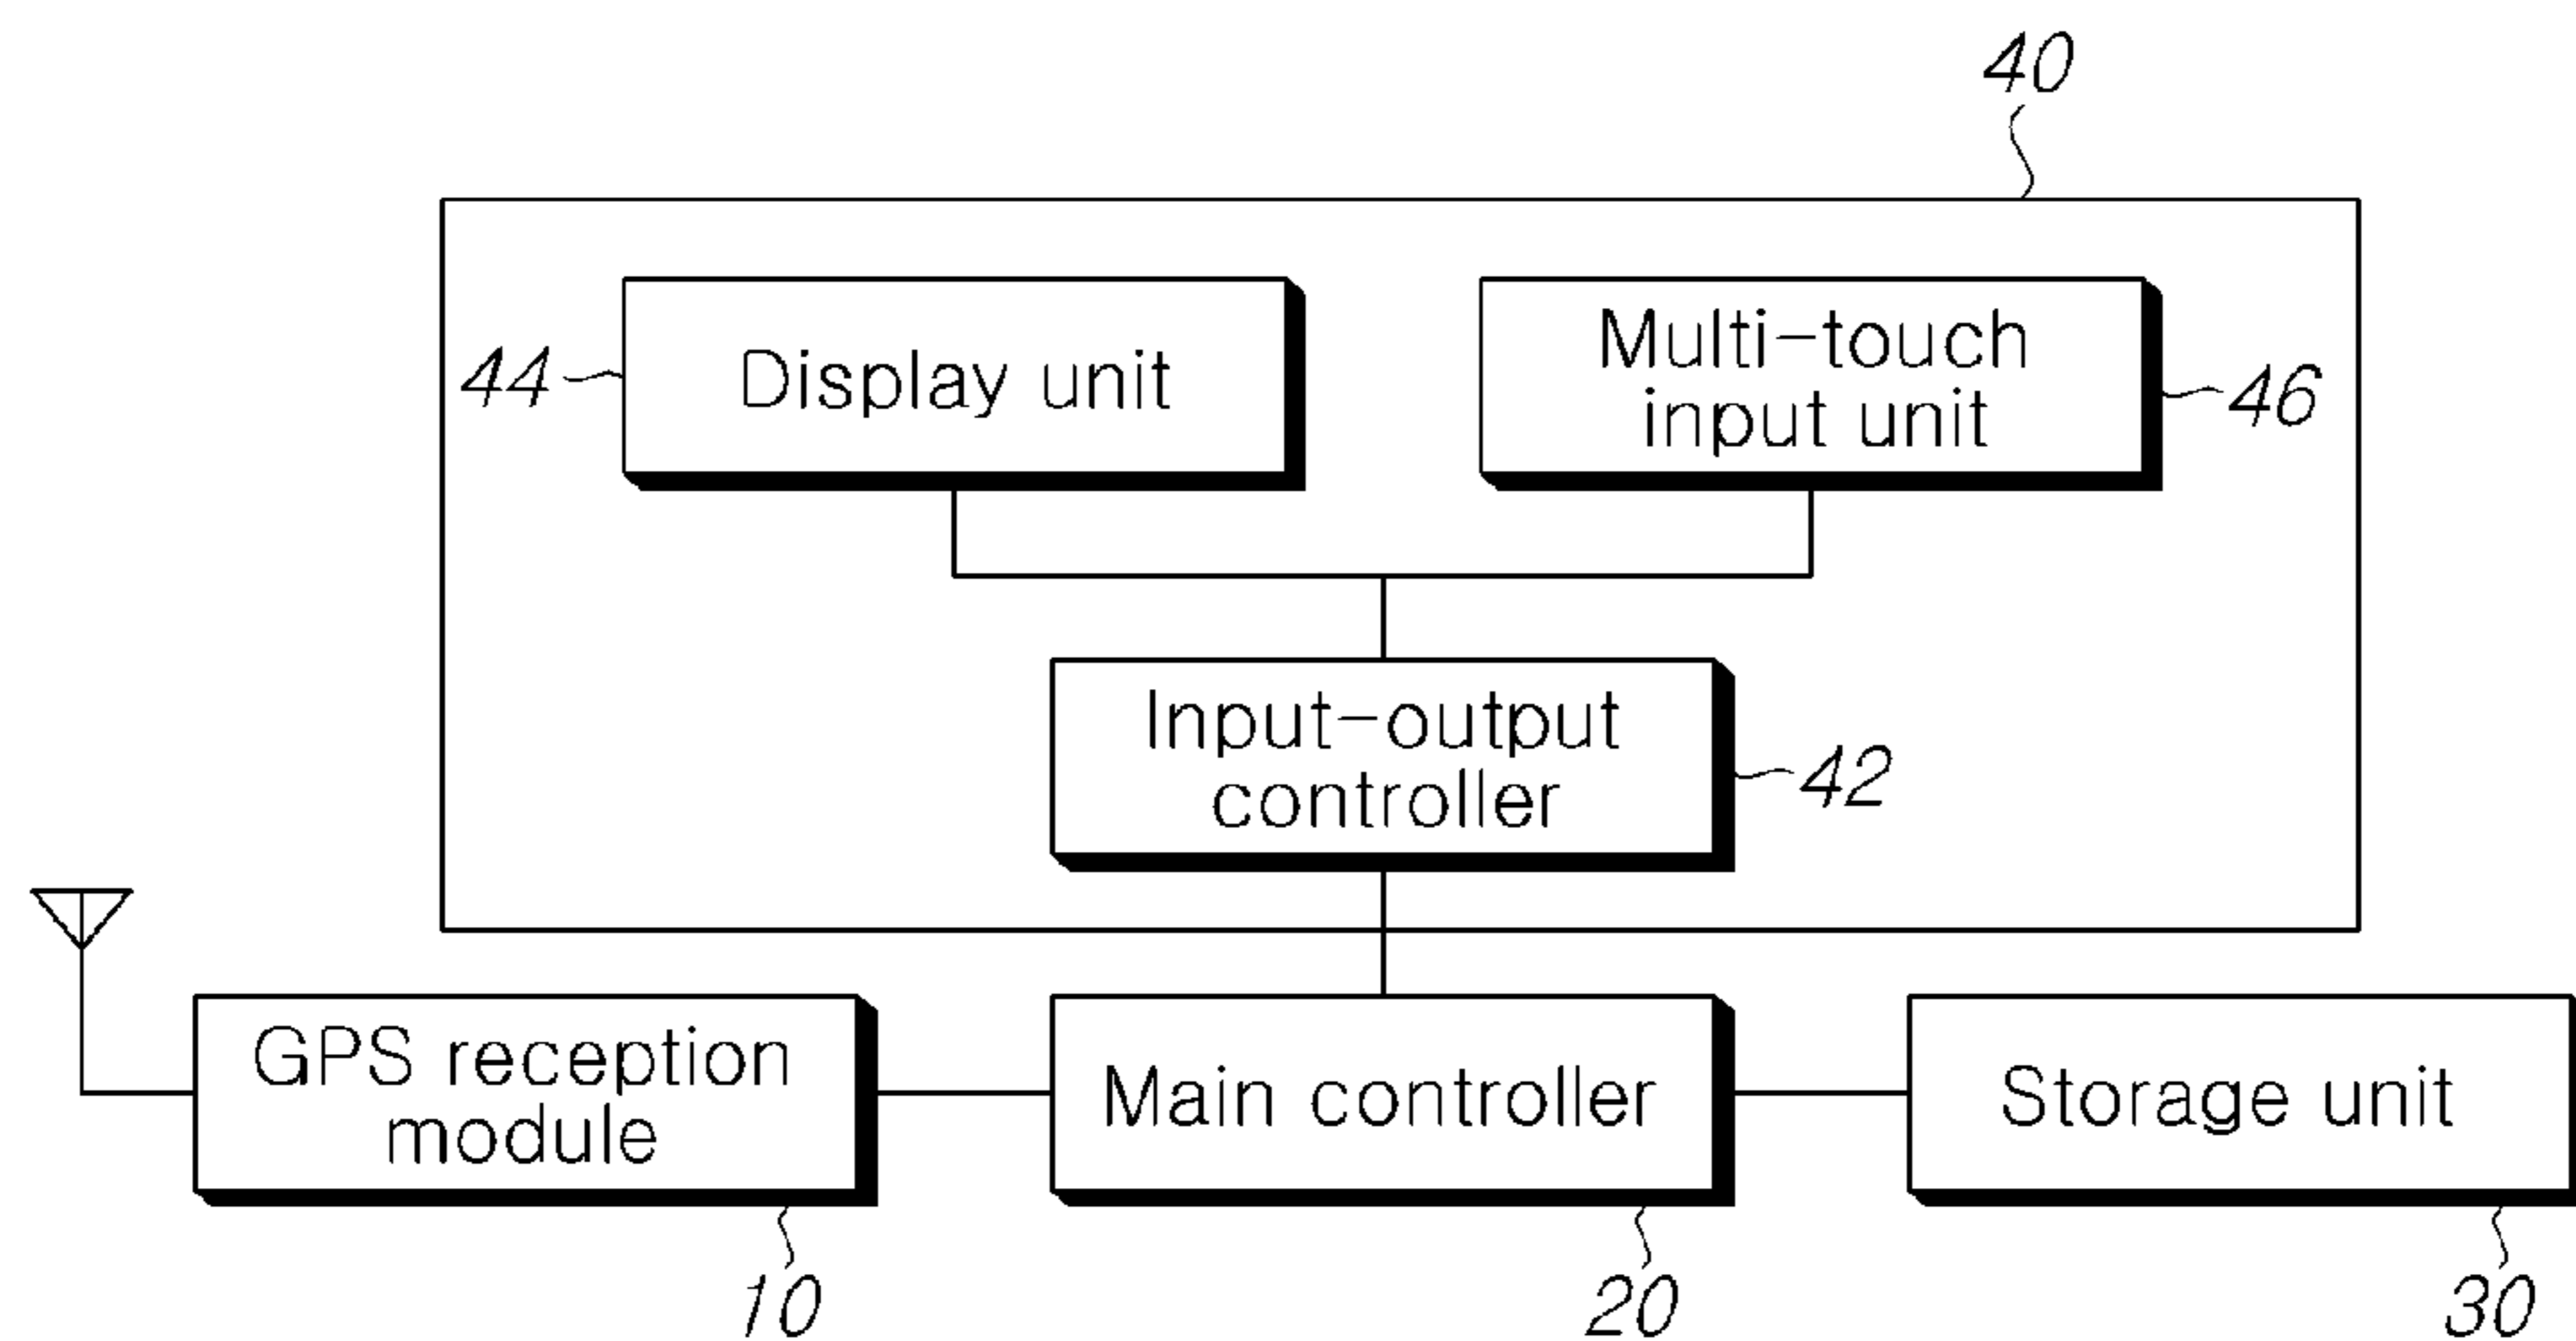 40
44
Display unit
Multi-touch
input unit
46
Input-output
controller
42
GPS reception
module
Main controller
Storage unit
10
20
30